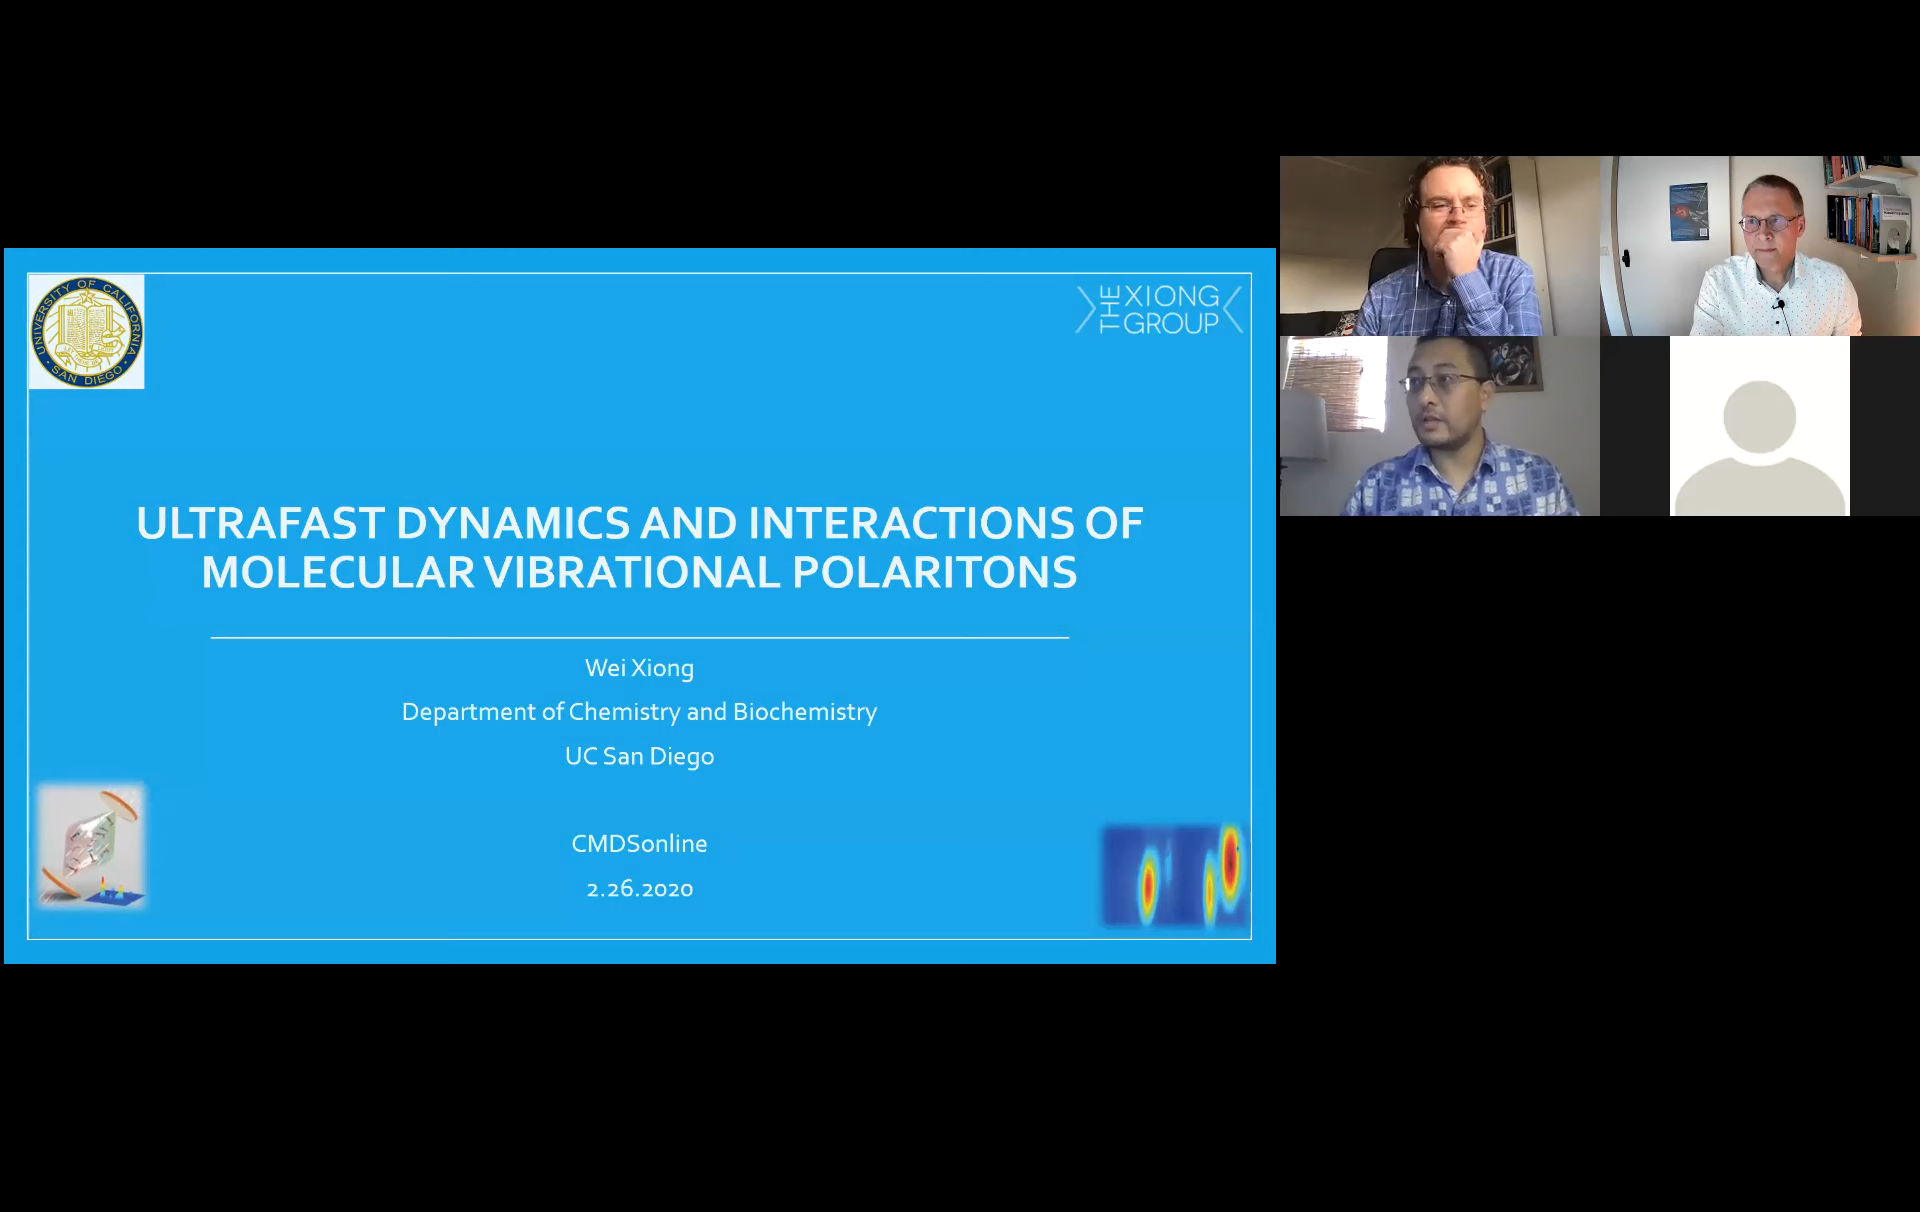 UNIVERSITY OF CALIFORNIA
SAN DIEGO
THE XIONG
GROUP
ULTRAFAST DYNAMICS AND INTERACTIONS OF
MOLECULAR VIBRATIONAL POLARITONS
Wei Xiong
Department of Chemistry and Biochemistry
UC San Diego
CMDSonline
2.26.2020